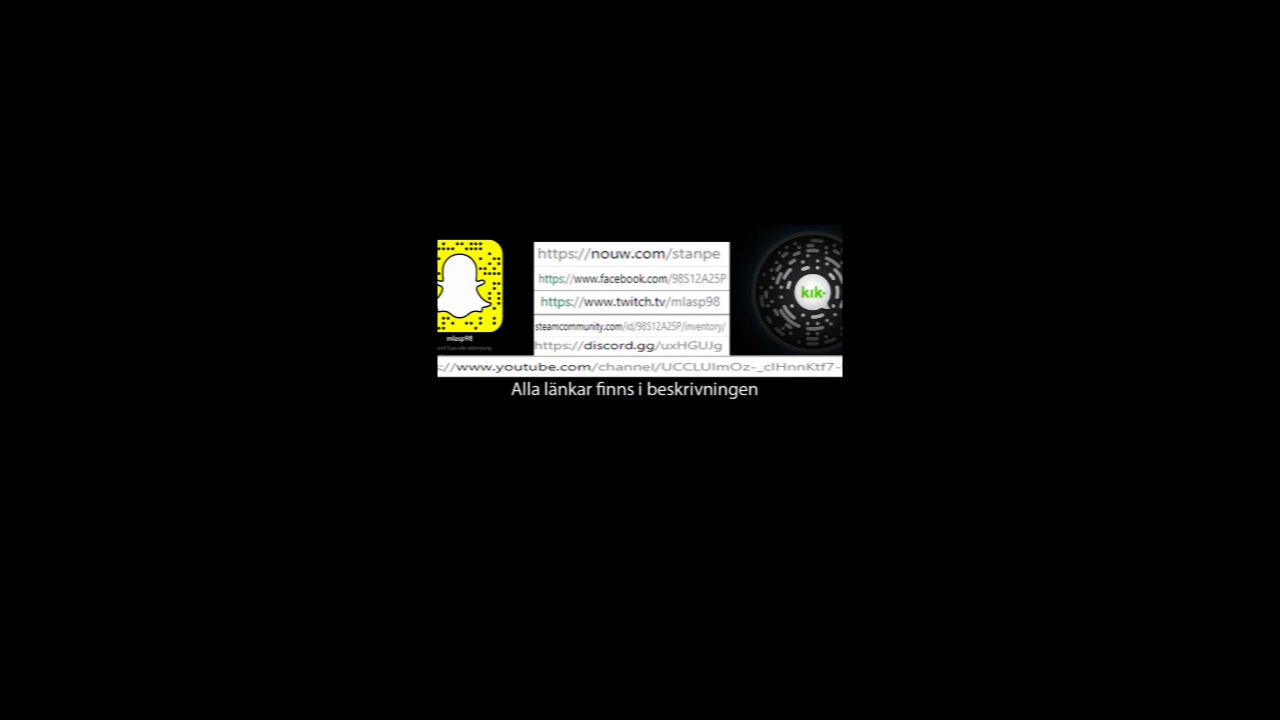 https://nouw.com/stanpe
https://www.facebook.com/98S12A25P
https://www.twitch.tv/mlasp98
steamcommunity.com/id/98S12A25P/inventory/
https://discord.gg/uxHGUJg
mlasp98
kik
://www.youtube.com/channel/UCCLUlmOz-_clHnnKtf7-
Alla länkar finns i beskrivningen